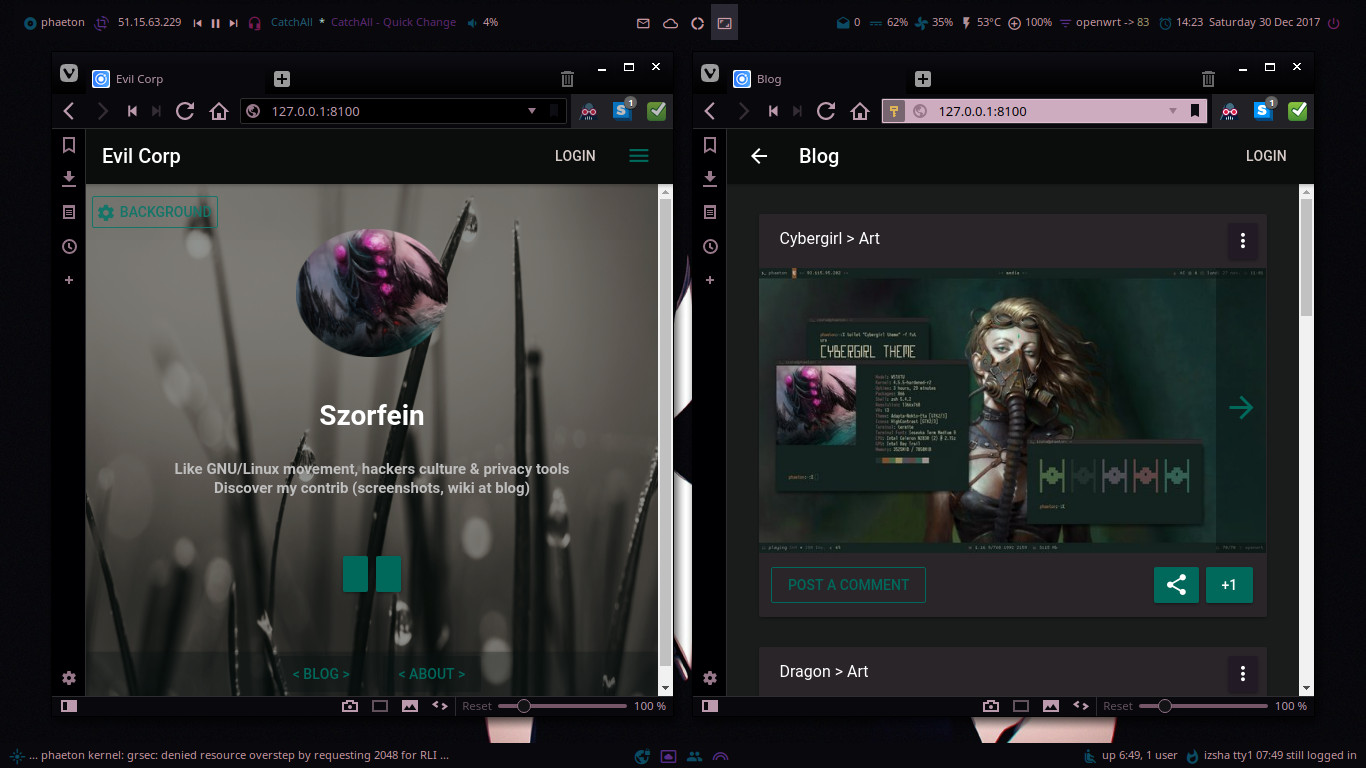 phaeton 51.15.63.229 CatchAll * CatchAll - Quick Change 4% 0 62% 35% 53°C 100% openwrt -> 83 14:23 Saturday 30 Dec 2017
Evil Corp
127.0.0.1:8100 1
Evil Corp LOGIN
BACKGROUND
Szorfein
Like GNU/Linux movement, hackers culture & privacy tools
Discover my contrib (screenshots, wiki at blog)
< BLOG > < ABOUT >
Reset 100 %
Blog
127.0.0.1:8100 1
Blog LOGIN
Cybergirl > Art
CYBERGIRL THEME
POST A COMMENT +1
Dragon > Art
Reset 100 %
... phaeton kernel: grsec: denied resource overstep by requesting 2048 for RLI ... up 6:49, 1 user izsha tty1 07:49 still logged in